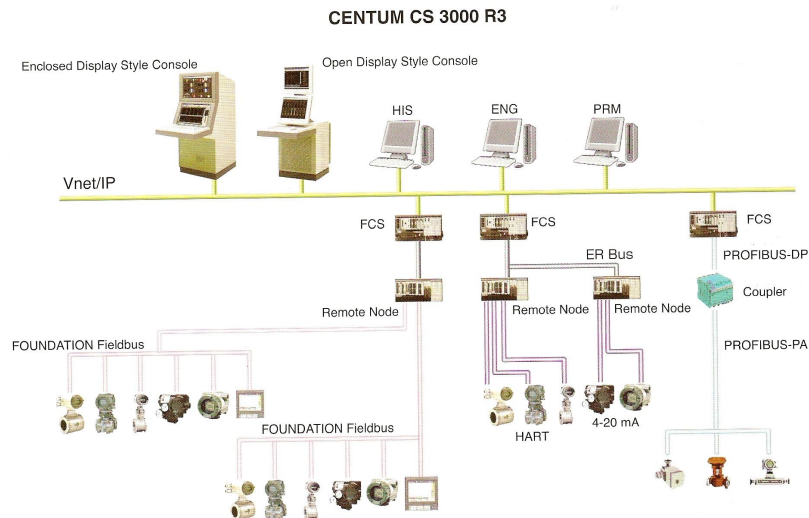 CENTUM CS 3000 R3
Enclosed Display Style Console
Open Display Style Console
HIS
ENG
PRM
Vnet/IP
FCS
FCS
FCS
ER Bus
PROFIBUS-DP
Coupler
Remote Node
Remote Node
Remote Node
FOUNDATION Fieldbus
PROFIBUS-PA
HART
4-20 mA
FOUNDATION Fieldbus